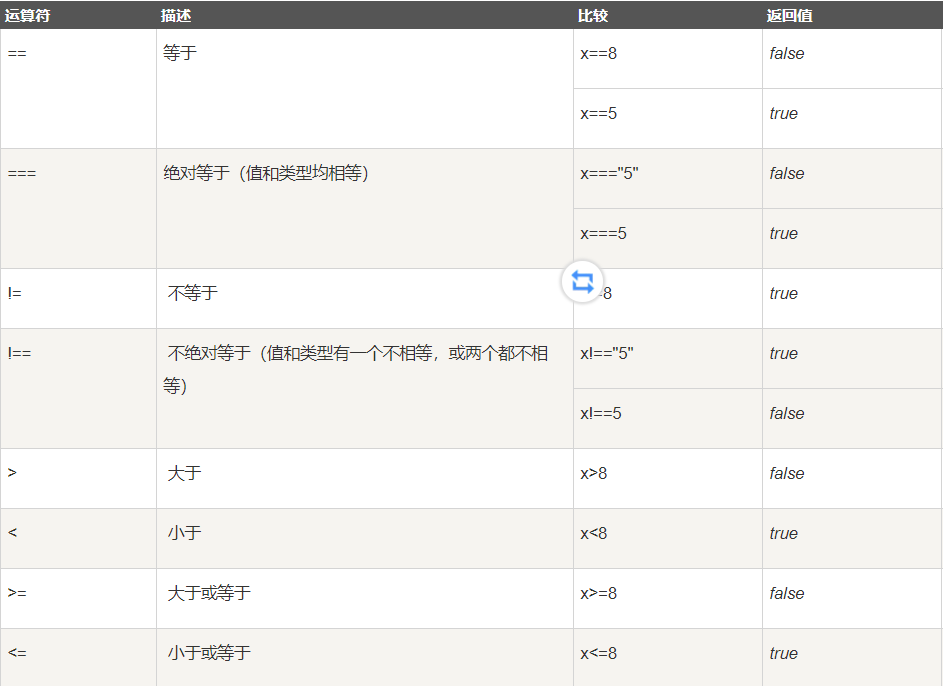 运算符 描述 比较 返回值
== 等于 x==8 false
x==5 true
=== 绝对等于（值和类型均相等） x==="5" false
x===5 true
!= 不等于 8 true
!== 不绝对等于（值和类型有一个不相等，或两个都不相 x!=="5" true
等） x!==5 false
> 大于 x>8 false
< 小于 x<8 true
>= 大于或等于 x>=8 false
<= 小于或等于 x<=8 true